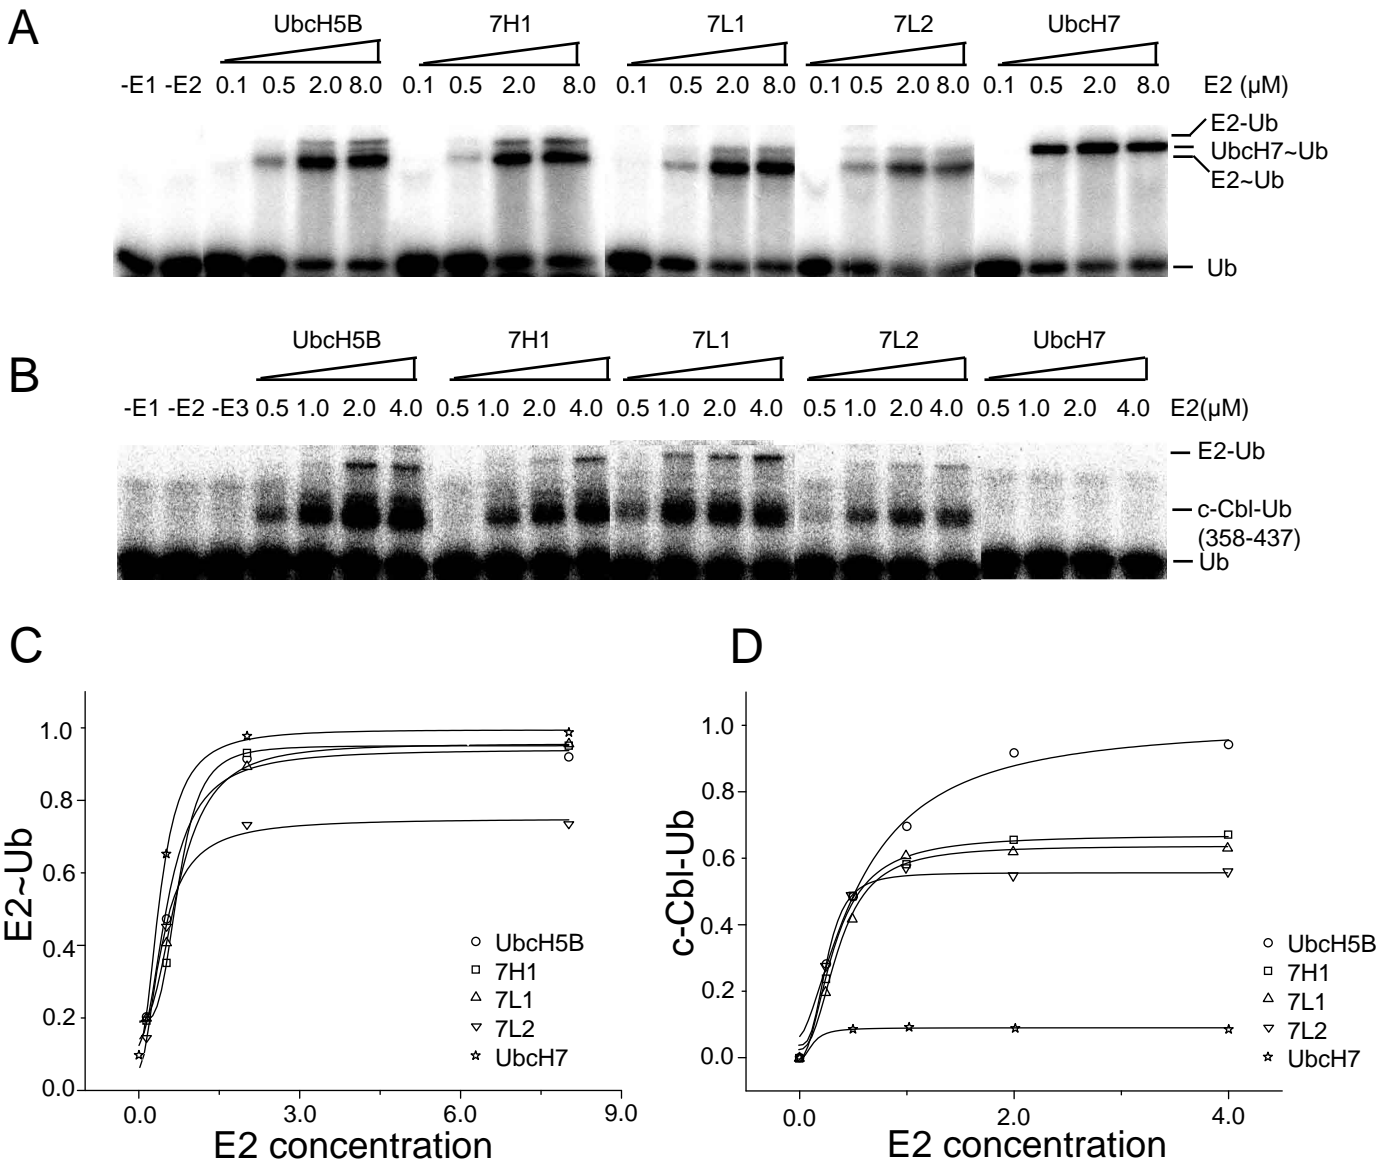 A
UbcH5B 7H1 7L1 7L2 UbcH7
-E1 -E2 0.1 0.5 2.0 8.0 0.1 0.5 2.0 8.0 0.1 0.5 2.0 8.0 0.1 0.5 2.0 8.0 0.1 0.5 2.0 8.0 E2 (μM)
E2-Ub
UbcH7~Ub
E2~Ub
Ub
B
UbcH5B 7H1 7L1 7L2 UbcH7
-E1 -E2 -E3 0.5 1.0 2.0 4.0 0.5 1.0 2.0 4.0 0.5 1.0 2.0 4.0 0.5 1.0 2.0 4.0 0.5 1.0 2.0 4.0 E2(μM)
E2-Ub
c-Cbl-Ub
(358-437)
Ub
C
E2~Ub
1.0
0.8
0.6
0.4
0.2
0.0
UbcH5B
7H1
7L1
7L2
UbcH7
0.0 3.0 6.0 9.0
E2 concentration
D
c-Cbl-Ub
1.0
0.8
0.6
0.4
0.2
0.0
UbcH5B
7H1
7L1
7L2
UbcH7
0.0 2.0 4.0
E2 concentration